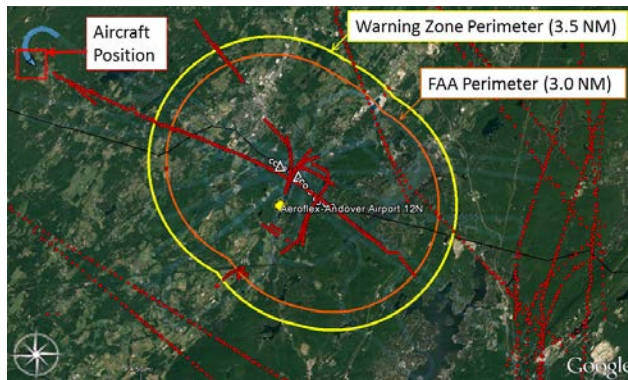 Aircraft
Position
Warning Zone Perimeter (3.5 NM)
FAA Perimeter (3.0 NM)
Aeroflex-Andover Airport 12N
Google